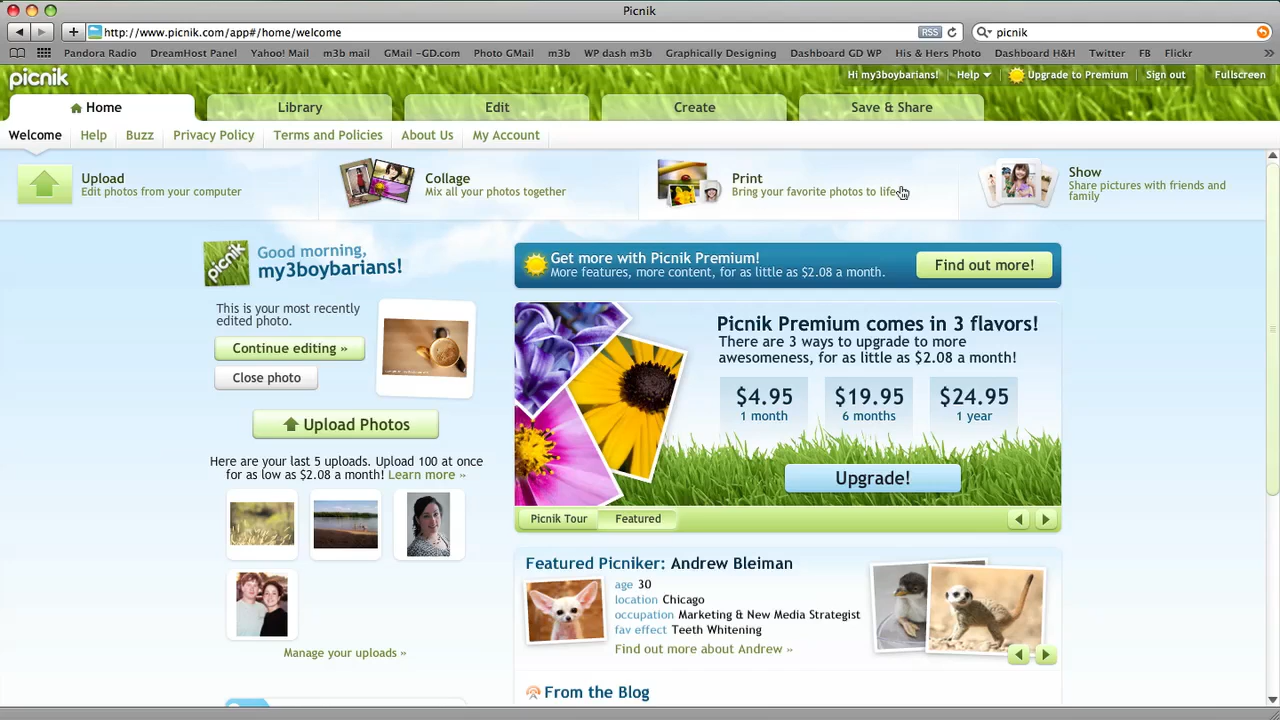 Picnik
http://www.picnik.com/app#/home/welcome
RSS
picnik
Pandora Radio
DreamHost Panel
Yahoo! Mail
m3b mail
GMail -GD.com
Photo GMail
m3b
WP dash m3b
Graphically Designing
Dashboard GD WP
His & Hers Photo
Dashboard H&H
Twitter
FB
Flickr
picnik
Hi my3boybarians!
Help
Upgrade to Premium
Sign out
Fullscreen
Home
Library
Edit
Create
Save & Share
Welcome
Help
Buzz
Privacy Policy
Terms and Policies
About Us
My Account
Upload
Edit photos from your computer
Collage
Mix all your photos together
Print
Bring your favorite photos to life
Show
Share pictures with friends and
family
picnik
Good morning,
my3boybarians!
This is your most recently
edited photo.
Continue editing »
Close photo
Upload Photos
Here are your last 5 uploads. Upload 100 at once
for as low as $2.08 a month! Learn more »
Manage your uploads »
Get more with Picnik Premium!
More features, more content, for as little as $2.08 a month.
Find out more!
Picnik Premium comes in 3 flavors!
There are 3 ways to upgrade to more
awesomeness, for as little as $2.08 a month!
$4.95
1 month
$19.95
6 months
$24.95
1 year
Upgrade!
Picnik Tour
Featured
Featured Picniker: Andrew Bleiman
age 30
location Chicago
occupation Marketing & New Media Strategist
fav effect Teeth Whitening
Find out more about Andrew »
From the Blog